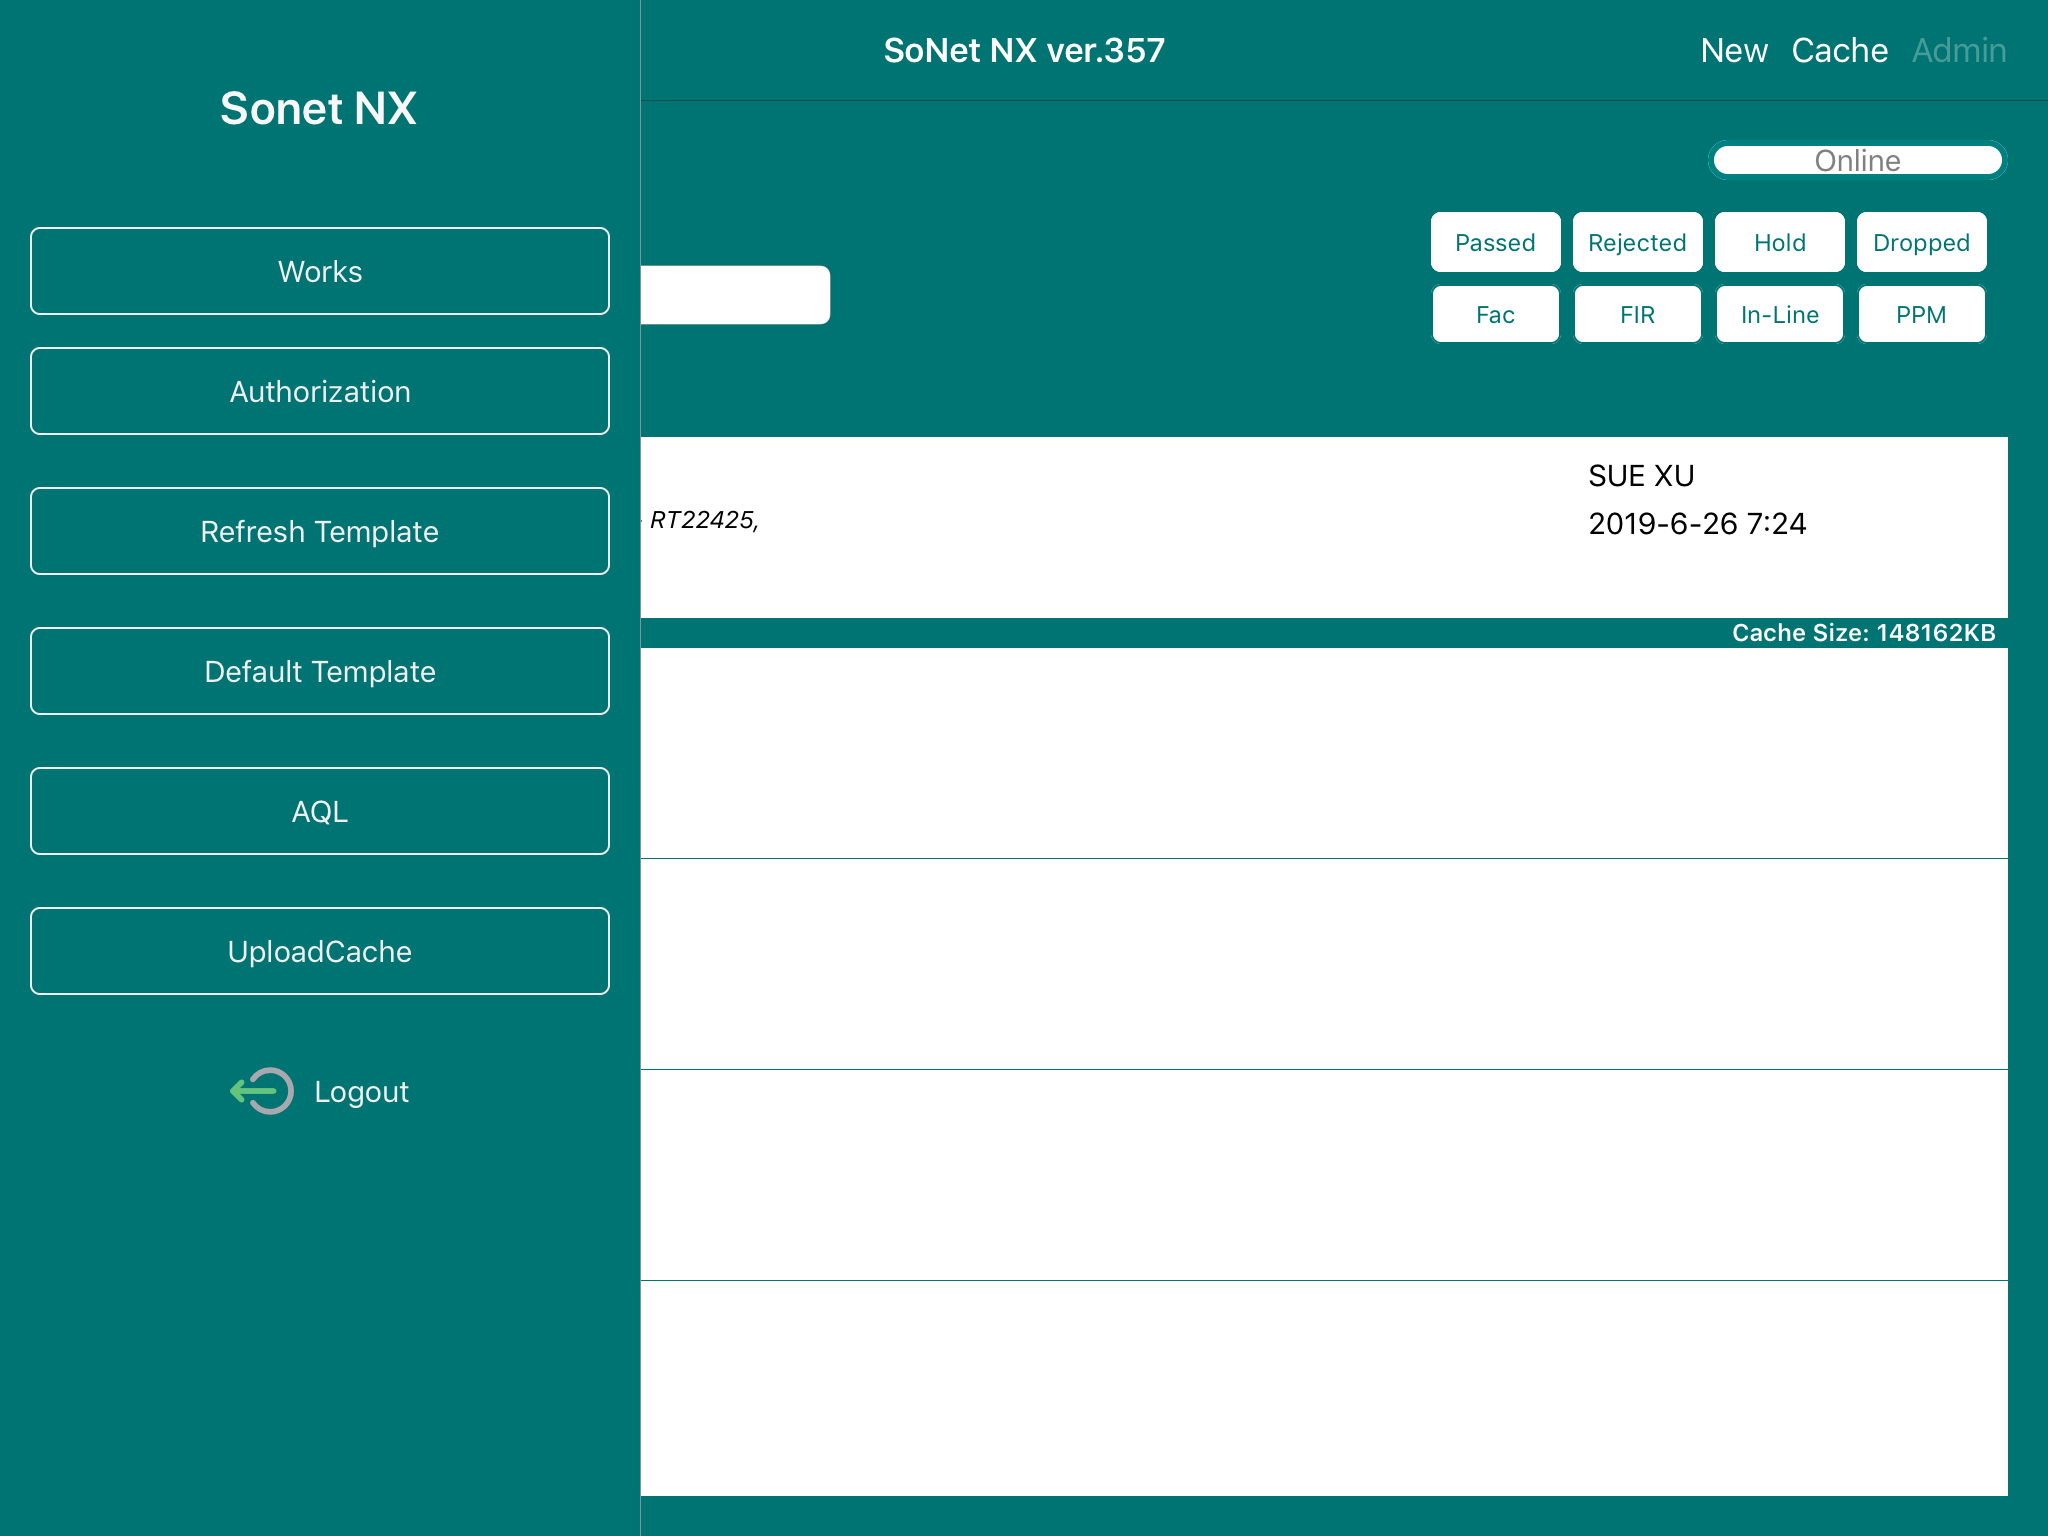 Sonet NX
Works
Authorization
Refresh Template
Default Template
AQL
UploadCache
Logout
SoNet NX ver.357
New Cache Admin
Online
Passed Rejected Hold Dropped
Fac FIR In-Line PPM
SUE XU
RT22425,
2019-6-26 7:24
Cache Size: 148162KB